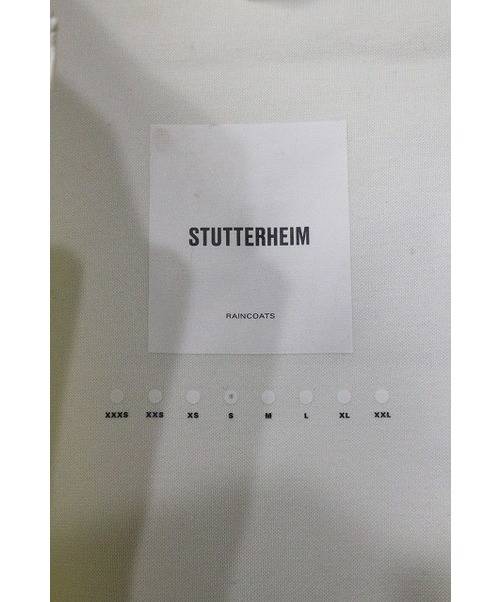 STUTTERHEIM
RAINCOATS
XXXS XXS XS S M L XL XXL